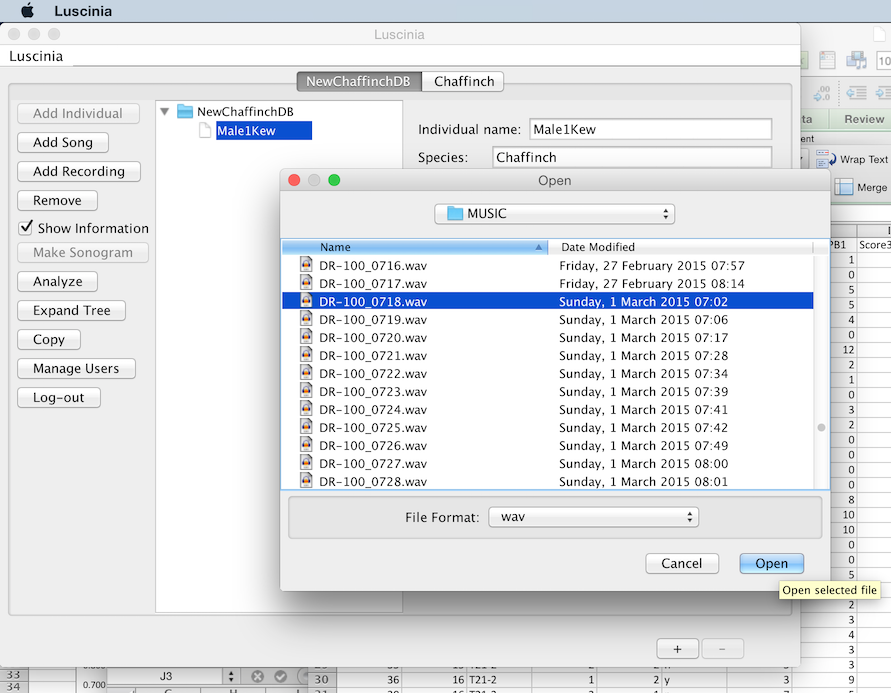 Luscinia
Luscinia
Luscinia
NewChaffinchDB Chaffinch
Add Individual
Add Song
Add Recording
Remove
Show Information
Make Sonogram
Analyze
Expand Tree
Copy
Manage Users
Log-out
NewChaffinchDB
Male1Kew
Individual name: Male1Kew
Species: Chaffinch
Open
MUSIC
Name Date Modified
DR-100_0716.wav Friday, 27 February 2015 07:57
DR-100_0717.wav Friday, 27 February 2015 08:14
DR-100_0718.wav Sunday, 1 March 2015 07:02
DR-100_0719.wav Sunday, 1 March 2015 07:06
DR-100_0720.wav Sunday, 1 March 2015 07:17
DR-100_0721.wav Sunday, 1 March 2015 07:28
DR-100_0722.wav Sunday, 1 March 2015 07:34
DR-100_0723.wav Sunday, 1 March 2015 07:39
DR-100_0724.wav Sunday, 1 March 2015 07:41
DR-100_0725.wav Sunday, 1 March 2015 07:42
DR-100_0726.wav Sunday, 1 March 2015 07:49
DR-100_0727.wav Sunday, 1 March 2015 08:00
DR-100_0728.wav Sunday, 1 March 2015 08:01
File Format: wav
Cancel Open
Open selected file
+ -
10
ta Review
ent
Wrap Text
Merge
PB1 Score3
1
0
5
5
4
0
12
2
1
0
3
2
0
0
0
0
8
10
10
0
0
5
2
3
4
3
3
9
5
33
34
0.700
J3
30 36 16 T21-2 1 2 y